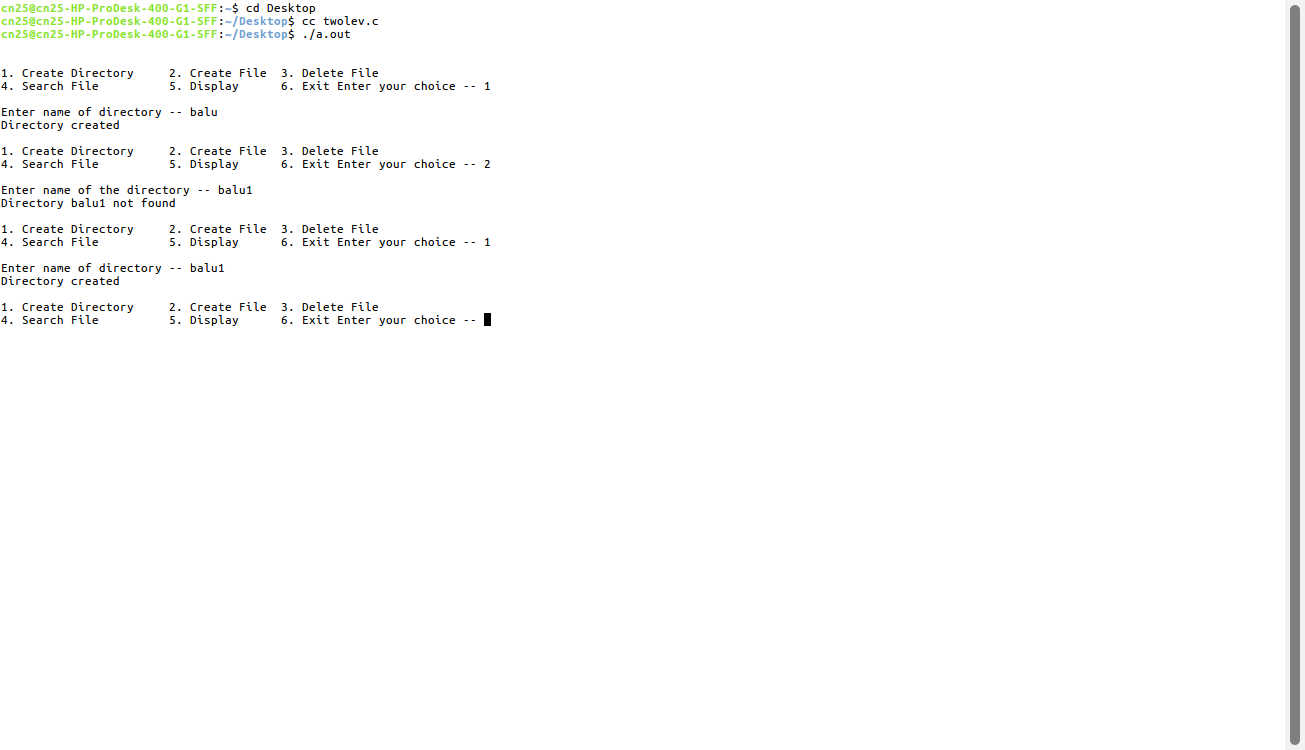 cn25@cn25-HP-ProDesk-400-G1-SFF:~$ cd Desktop
cn25@cn25-HP-ProDesk-400-G1-SFF:~/Desktop$ cc twolev.c
cn25@cn25-HP-ProDesk-400-G1-SFF:~/Desktop$ ./a.out
1. Create Directory     2. Create File  3. Delete File
4. Search File          5. Display      6. Exit Enter your choice -- 1
Enter name of directory -- balu
Directory created
1. Create Directory     2. Create File  3. Delete File
4. Search File          5. Display      6. Exit Enter your choice -- 2
Enter name of the directory -- balu1
Directory balu1 not found
1. Create Directory     2. Create File  3. Delete File
4. Search File          5. Display      6. Exit Enter your choice -- 1
Enter name of directory -- balu1
Directory created
1. Create Directory     2. Create File  3. Delete File
4. Search File          5. Display      6. Exit Enter your choice --